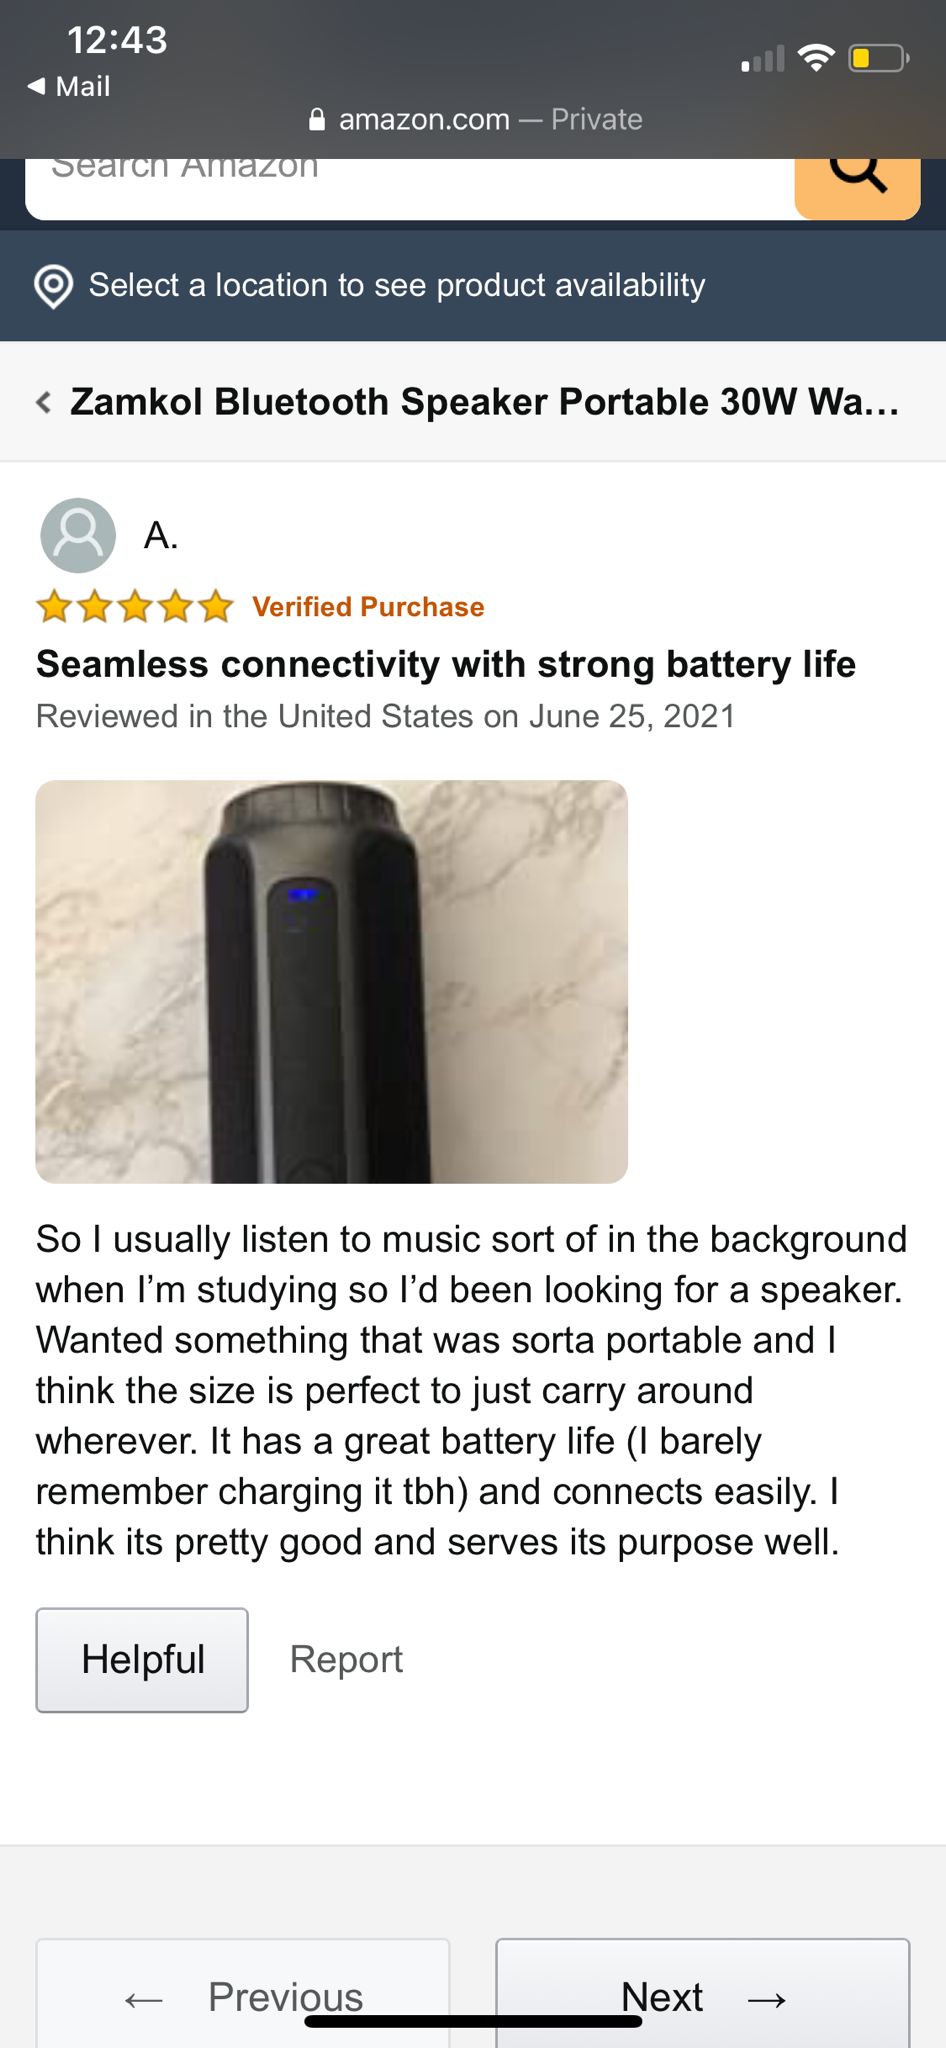 12:43
Mail
amazon.com — Private
Search Amazon
Select a location to see product availability
Zamkol Bluetooth Speaker Portable 30W Wa...
A.
Verified Purchase
Seamless connectivity with strong battery life
Reviewed in the United States on June 25, 2021
So I usually listen to music sort of in the background
when I’m studying so I’d been looking for a speaker.
Wanted something that was sorta portable and I
think the size is perfect to just carry around
wherever. It has a great battery life (I barely
remember charging it tbh) and connects easily. I
think its pretty good and serves its purpose well.
Helpful
Report
← Previous
Next →